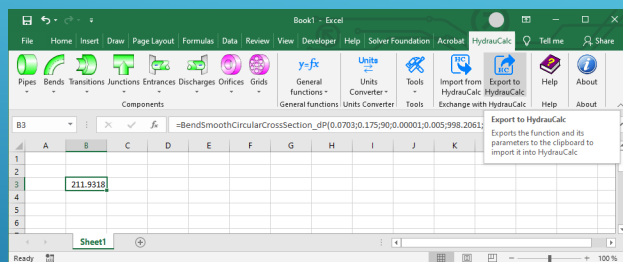 Book1 - Excel
File Home Insert Draw Page Layout Formulas Data Review View Developer Help Solver Foundation Acrobat HydrauCalc Tell me Share
Pipes Bends Transitions Junctions Entrances Discharges Orifices Grids
y=fx General functions
Units Units Converter
Tools
Import from HydrauCalc
HC Export to HydrauCalc
Help
About
Components General functions Units Converter Tools Exchange with HydrauCalc Help About
B3 fx =BendSmoothCircularCrossSection_dP(0.0703;0.175;90;0.00001;0.005;998.2061;
Export to HydrauCalc
Exports the function and its
parameters to the clipboard to
import it into HydrauCalc.
A B C D E F G H I J K
1
2
3 211.9318
4
5
6
Sheet1
Ready 100 %